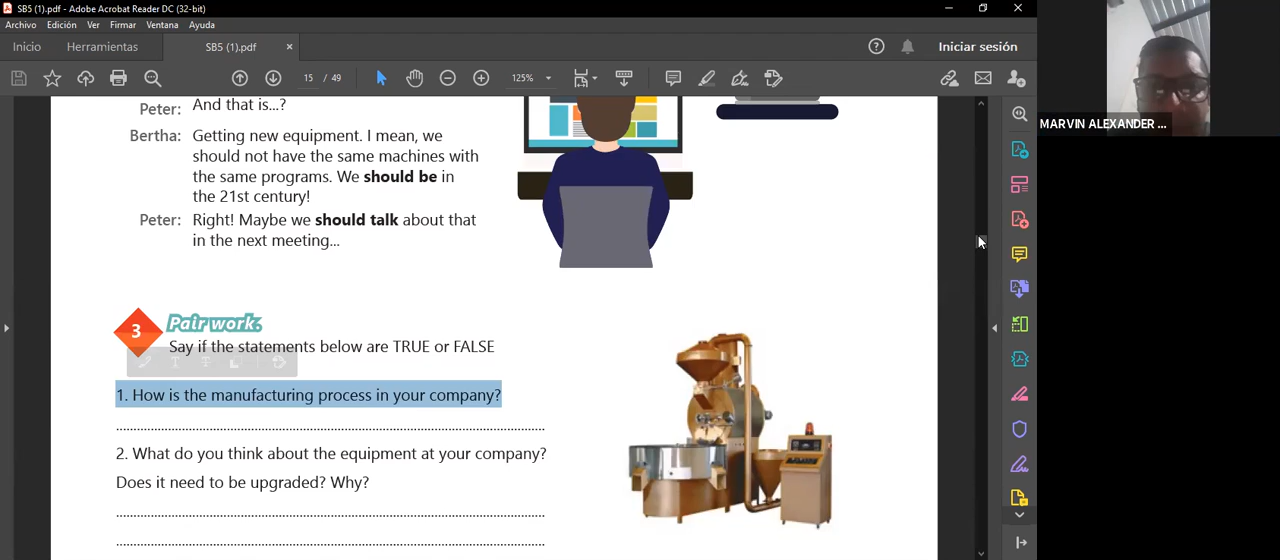 SB5 (1).pdf - Adobe Acrobat Reader DC (32-bit)
Archivo Edición Ver Firmar Ventana Ayuda
Inicio Herramientas SB5 (1).pdf × Iniciar sesión
15 / 49 125%
Peter: And that is...?
Bertha: Getting new equipment. I mean, we
should not have the same machines with
the same programs. We should be in
the 21st century!
Peter: Right! Maybe we should talk about that
in the next meeting...
3 Pair work.
Say if the statements below are TRUE or FALSE
1. How is the manufacturing process in your company?
2. What do you think about the equipment at your company?
Does it need to be upgraded? Why?
MARVIN ALEXANDER ...